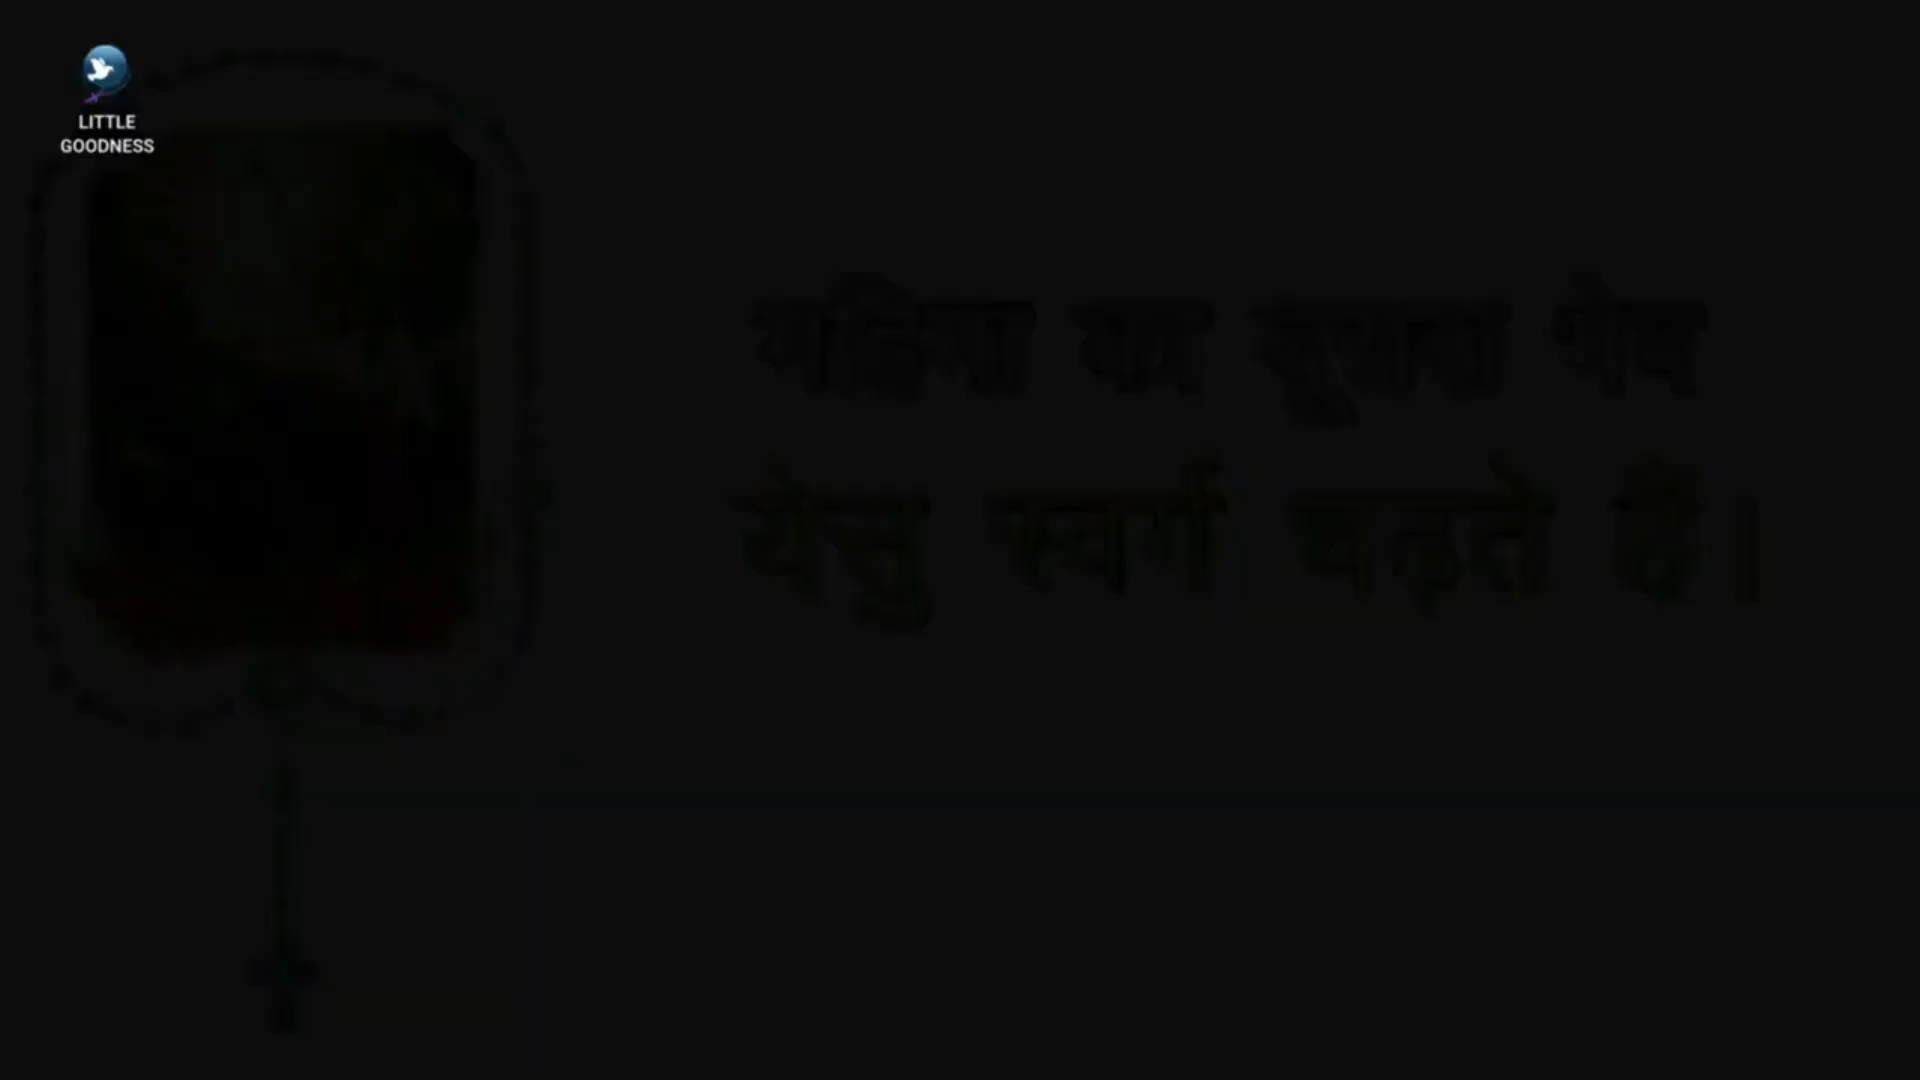 LITTLE
GOODNESS
महिमा का दूसरा भेद
येसु स्वर्ग चढ़ते हैं।